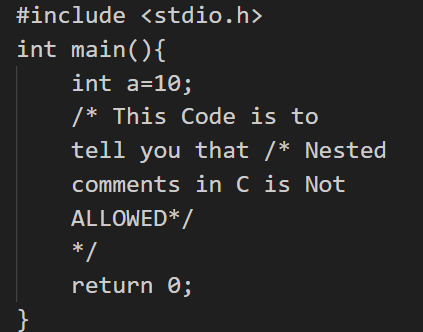 #include <stdio.h>
int main(){
    int a=10;
    /* This Code is to
    tell you that /* Nested
    comments in C is Not
    ALLOWED*/
    */
    return 0;
}